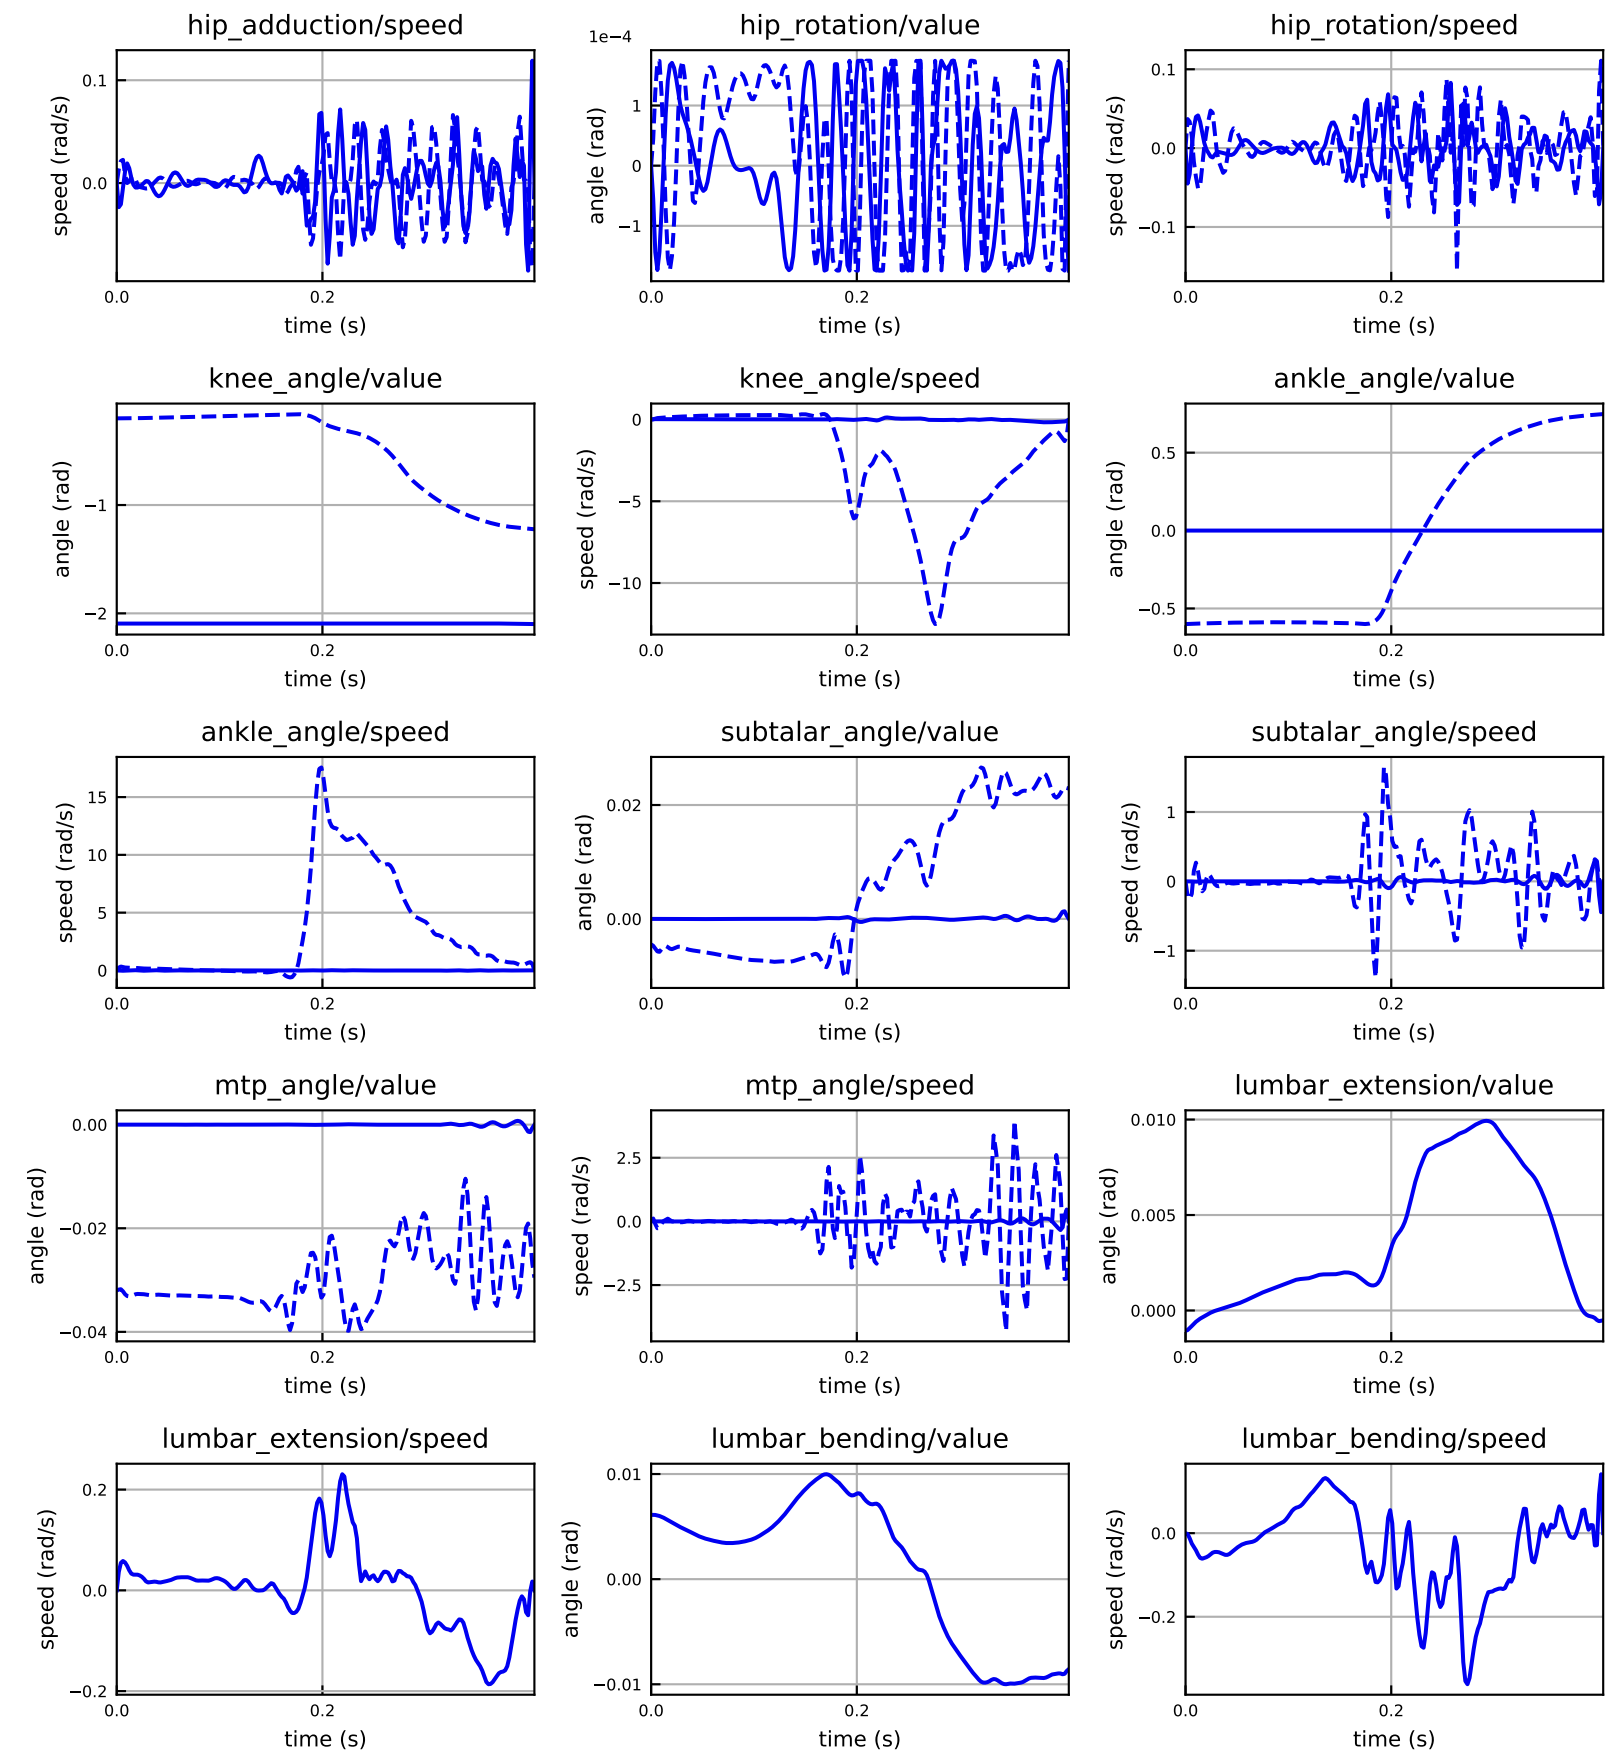 hip_adduction/speed
speed (rad/s)
0.1
0.0
0.0
0.2
time (s)
hip_rotation/value
1e−4
angle (rad)
1
0
−1
0.0
0.2
time (s)
hip_rotation/speed
speed (rad/s)
0.1
0.0
−0.1
0.0
0.2
time (s)
knee_angle/value
angle (rad)
−1
−2
0.0
0.2
time (s)
knee_angle/speed
speed (rad/s)
0
−5
−10
0.0
0.2
time (s)
ankle_angle/value
angle (rad)
0.5
0.0
−0.5
0.0
0.2
time (s)
ankle_angle/speed
speed (rad/s)
15
10
5
0
0.0
0.2
time (s)
subtalar_angle/value
angle (rad)
0.02
0.00
0.0
0.2
time (s)
subtalar_angle/speed
speed (rad/s)
1
0
−1
0.0
0.2
time (s)
mtp_angle/value
angle (rad)
0.00
−0.02
−0.04
0.0
0.2
time (s)
mtp_angle/speed
speed (rad/s)
2.5
0.0
−2.5
0.0
0.2
time (s)
lumbar_extension/value
angle (rad)
0.010
0.005
0.000
0.0
0.2
time (s)
lumbar_extension/speed
speed (rad/s)
0.2
0.0
−0.2
0.0
0.2
time (s)
lumbar_bending/value
angle (rad)
0.01
0.00
−0.01
0.0
0.2
time (s)
lumbar_bending/speed
speed (rad/s)
0.0
−0.2
0.0
0.2
time (s)